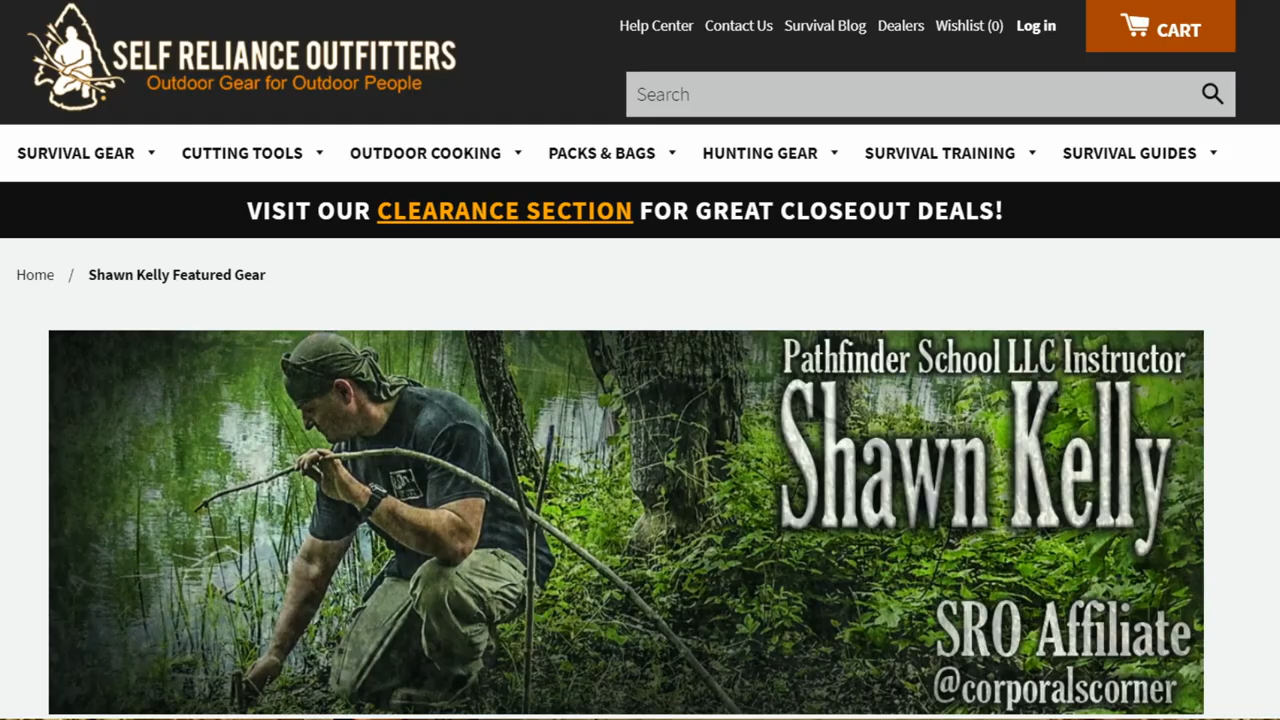 SELF RELIANCE OUTFITTERS
Outdoor Gear for Outdoor People
Help Center Contact Us Survival Blog Dealers Wishlist (0) Log in
CART
Search
SURVIVAL GEAR CUTTING TOOLS OUTDOOR COOKING PACKS & BAGS HUNTING GEAR SURVIVAL TRAINING SURVIVAL GUIDES
VISIT OUR CLEARANCE SECTION FOR GREAT CLOSEOUT DEALS!
Home / Shawn Kelly Featured Gear
Pathfinder School LLC Instructor
Shawn Kelly
SRO Affiliate
@corporalscorner